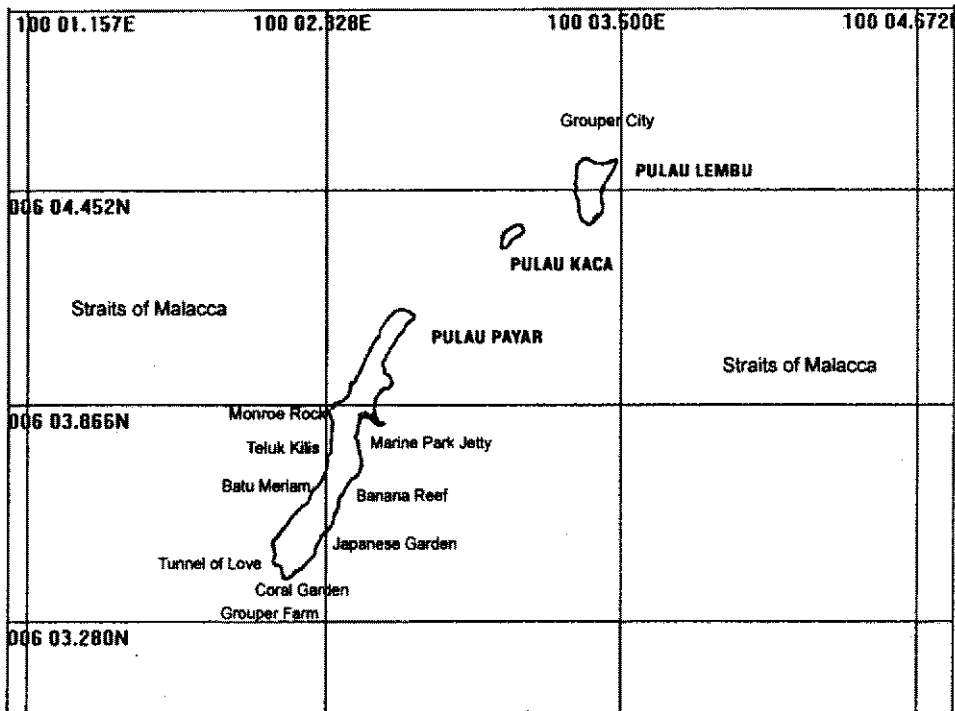 100 01.157E
100 02.328E
100 03.500E
100 04.672E
Grouper City
PULAU LEMBU
006 04.452N
PULAU KACA
Straits of Malacca
PULAU PAYAR
Straits of Malacca
Monroe Rock
006 03.866N
Marine Park Jetty
Teluk Kilis
Batu Meriam
Banana Reef
Japanese Garden
Tunnel of Love
Coral Garden
Grouper Farm
006 03.280N